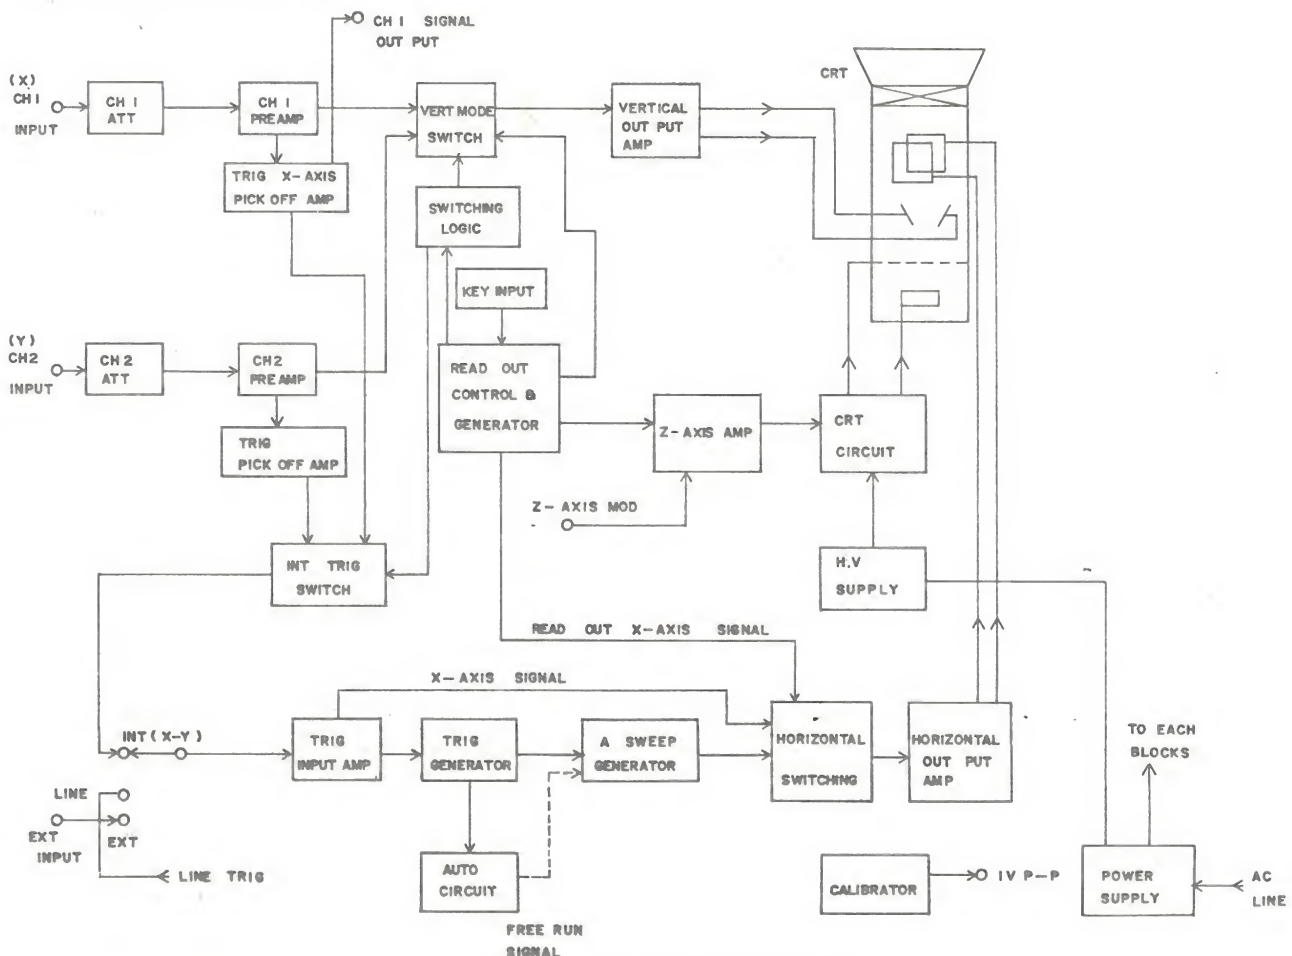 CH 1 SIGNAL
OUT PUT
(X)
CH 1
INPUT
CH 1
ATT
CH 1
PREAMP
VERT MODE
SWITCH
VERTICAL
OUT PUT
AMP
CRT
TRIG X-AXIS
PICK OFF AMP
SWITCHING
LOGIC
KEY INPUT
(Y)
CH2
INPUT
CH 2
ATT
CH2
PREAMP
READ OUT
CONTROL &
GENERATOR
Z-AXIS AMP
CRT
CIRCUIT
TRIG
PICK OFF AMP
Z-AXIS MOD
INT TRIG
SWITCH
H.V
SUPPLY
READ OUT X-AXIS SIGNAL
X-AXIS SIGNAL
INT (X-Y)
TRIG
INPUT AMP
TRIG
GENERATOR
A SWEEP
GENERATOR
HORIZONTAL
SWITCHING
HORIZONTAL
OUT PUT
AMP
TO EACH
BLOCKS
LINE
EXT
INPUT
EXT
LINE TRIG
AUTO
CIRCUIT
FREE RUN
SIGNAL
CALIBRATOR
1V P-P
POWER
SUPPLY
AC
LINE